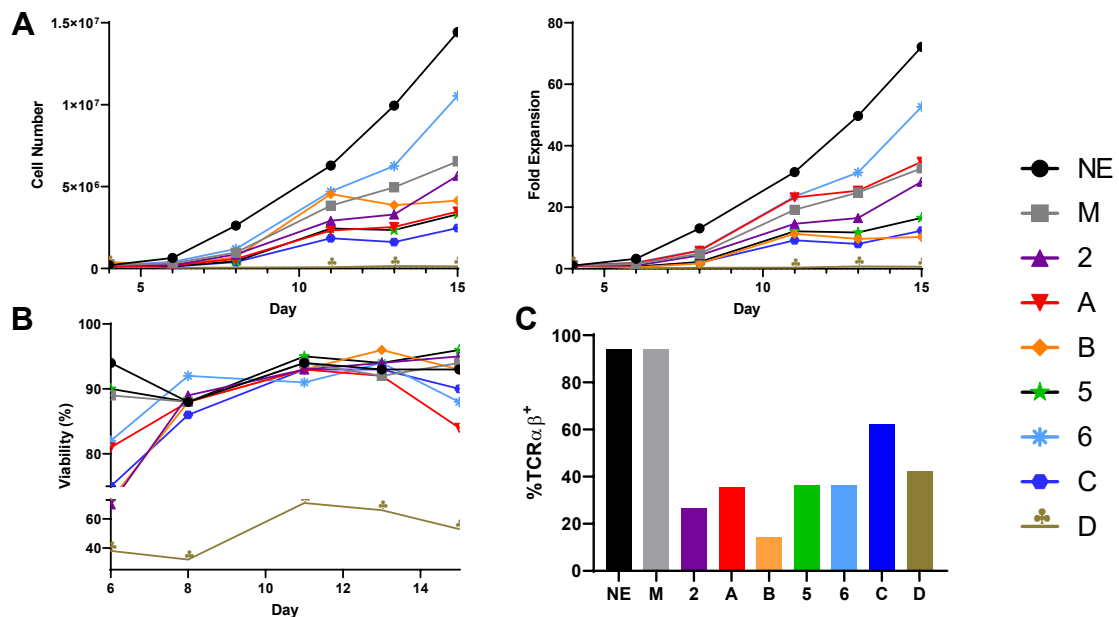 A
Cell Number
1.5×10⁷
1×10⁷
5×10⁶
0
5
10
15
Day
Fold Expansion
80
60
40
20
0
5
10
15
Day
B
Viability (%)
100
90
80
60
40
6
8
10
12
14
Day
C
%TCRα β⁺
100
80
60
40
20
0
NE M 2 A B 5 6 C D
NE
M
2
A
B
5
6
C
D